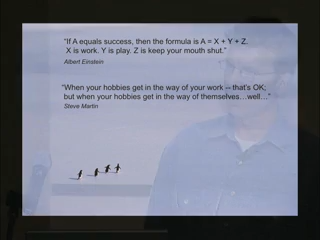 "If A equals success, then the formula is A = X + Y + Z.
X is work. Y is play. Z is keep your mouth shut."
Albert Einstein
"When your hobbies get in the way of your work -- that's OK;
but when your hobbies get in the way of themselves...well..."
Steve Martin